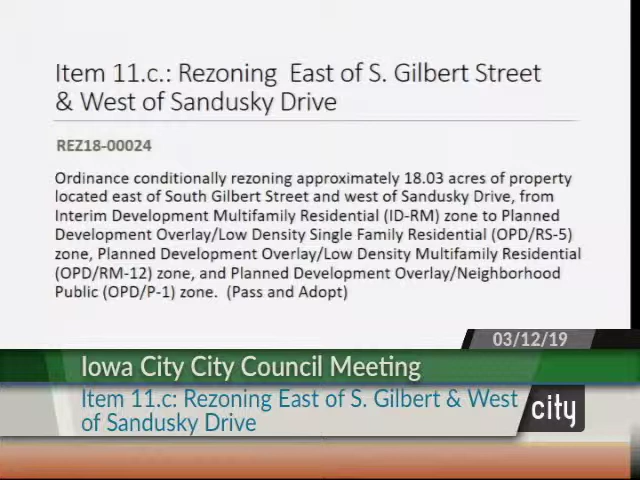 Item 11.c.: Rezoning East of S. Gilbert Street
& West of Sandusky Drive
REZ18-00024
Ordinance conditionally rezoning approximately 18.03 acres of property
located east of South Gilbert Street and west of Sandusky Drive, from
Interim Development Multifamily Residential (ID-RM) zone to Planned
Development Overlay/Low Density Single Family Residential (OPD/RS-5)
zone, Planned Development Overlay/Low Density Multifamily Residential
(OPD/RM-12) zone, and Planned Development Overlay/Neighborhood
Public (OPD/P-1) zone. (Pass and Adopt)
03/12/19
Iowa City City Council Meeting
Item 11.c: Rezoning East of S. Gilbert & West
of Sandusky Drive
city